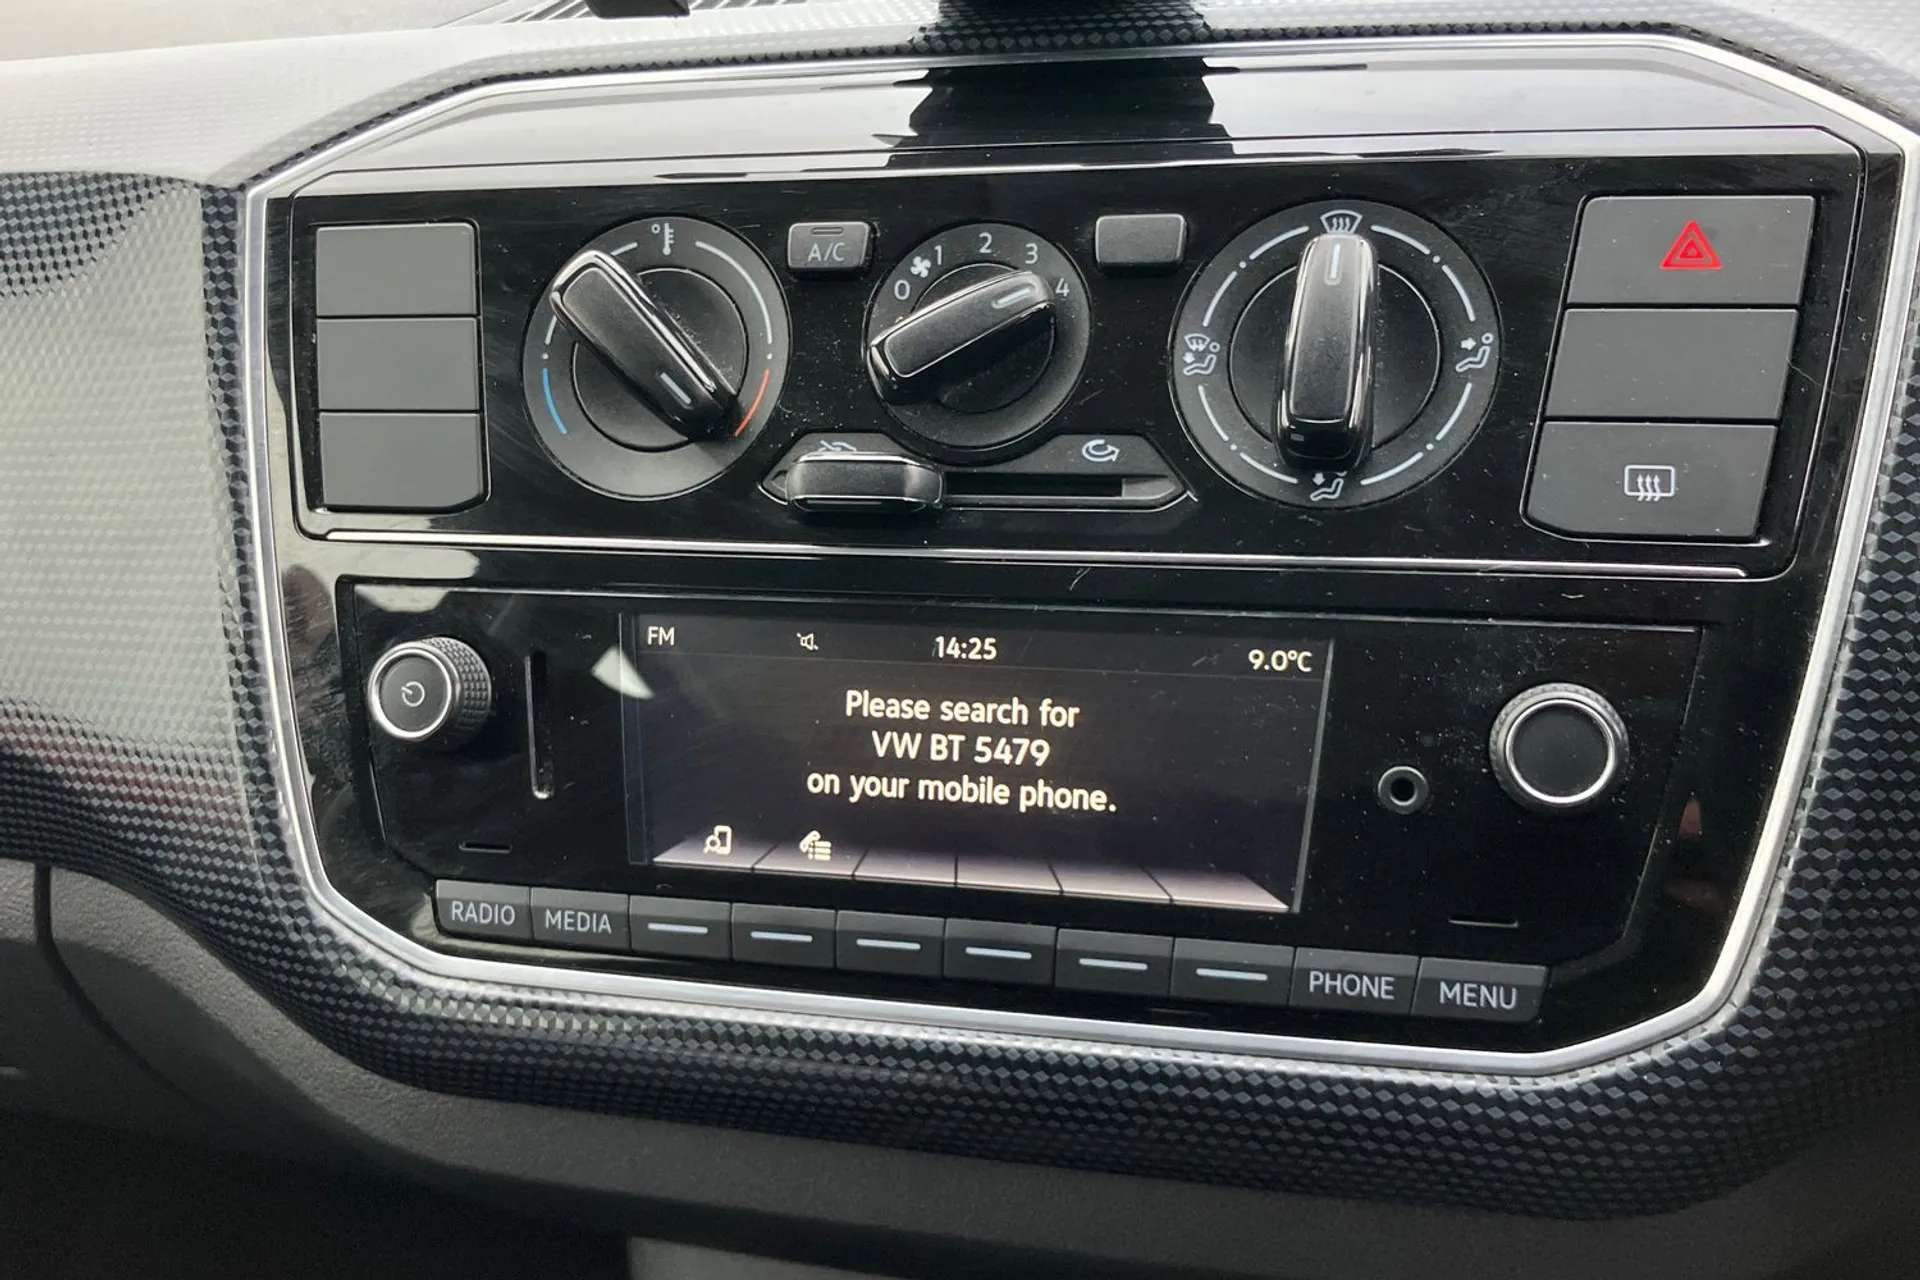 A/C
0 1 2 3 4
FM 14:25 9.0°C
Please search for
VW BT 5479
on your mobile phone.
RADIO MEDIA PHONE MENU